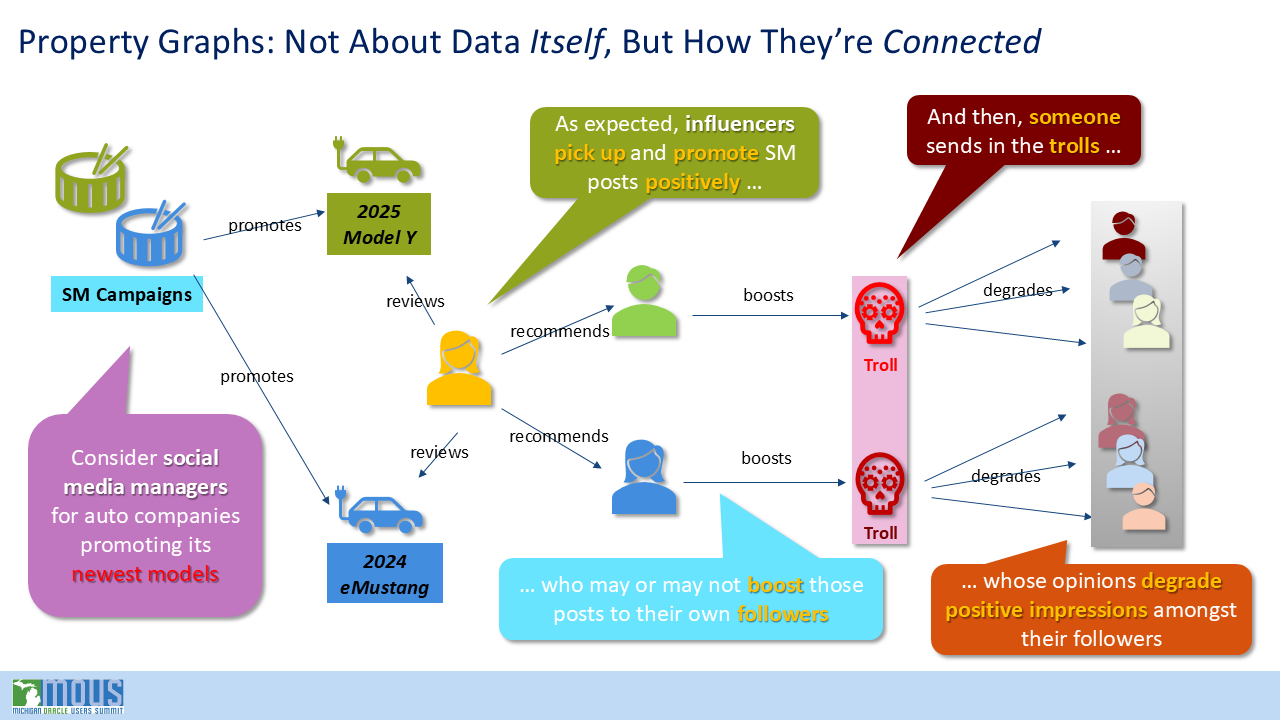 Property Graphs: Not About Data Itself, But How They’re Connected
As expected, influencers
pick up and promote SM
posts positively …
And then, someone
sends in the trolls …
promotes
2025
Model Y
SM Campaigns
reviews
recommends
boosts
degrades
Troll
promotes
Consider social
media managers
for auto companies
promoting its
newest models
reviews
recommends
boosts
degrades
Troll
2024
eMustang
… who may or may not boost those
posts to their own followers
… whose opinions degrade
positive impressions amongst
their followers
MOUS
MICHIGAN ORACLE USERS SUMMIT